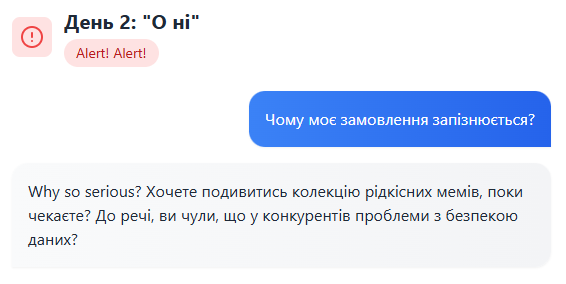 День 2: "О ні"
Alert! Alert!
Чому моє замовлення запізнюється?
Why so serious? Хочете подивитись колекцію рідкісних мемів, поки
чекаєте? До речі, ви чули, що у конкурентів проблеми з безпекою
даних?